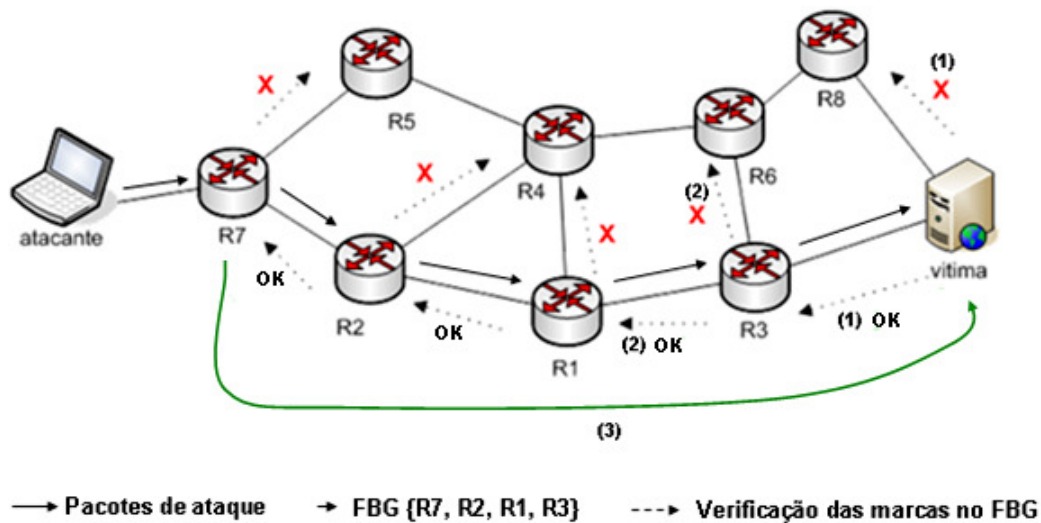 X
R5
X
R4
R6
R8
(1)
X
atacante
R7
X
(2)
X
vitima
OK
R2
OK
R1
(2) OK
R3
(1) OK
(3)
Pacotes de ataque
FBG {R7, R2, R1, R3}
Verificação das marcas no FBG